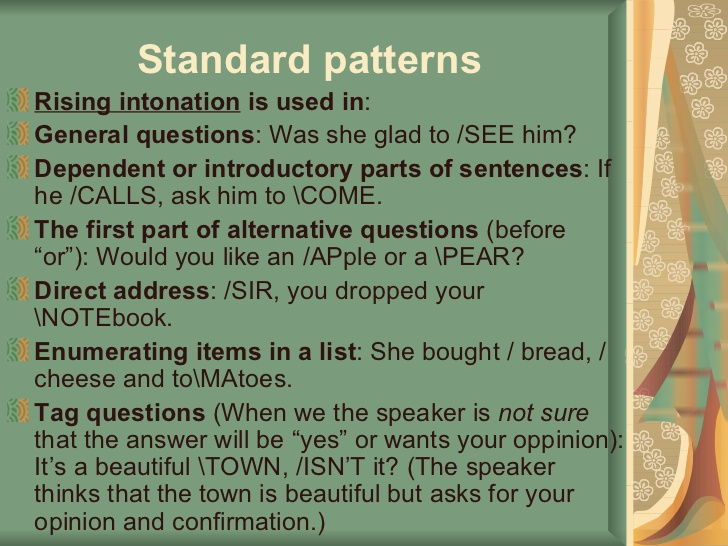 Standard patterns
Rising intonation is used in:
General questions: Was she glad to /SEE him?
Dependent or introductory parts of sentences: If
he /CALLS, ask him to \COME.
The first part of alternative questions (before
“or”): Would you like an /APple or a \PEAR?
Direct address: /SIR, you dropped your
\NOTEbook.
Enumerating items in a list: She bought / bread, /
cheese and to\MAtoes.
Tag questions (When we the speaker is not sure
that the answer will be “yes” or wants your oppinion):
It’s a beautiful \TOWN, /ISN’T it? (The speaker
thinks that the town is beautiful but asks for your
opinion and confirmation.)